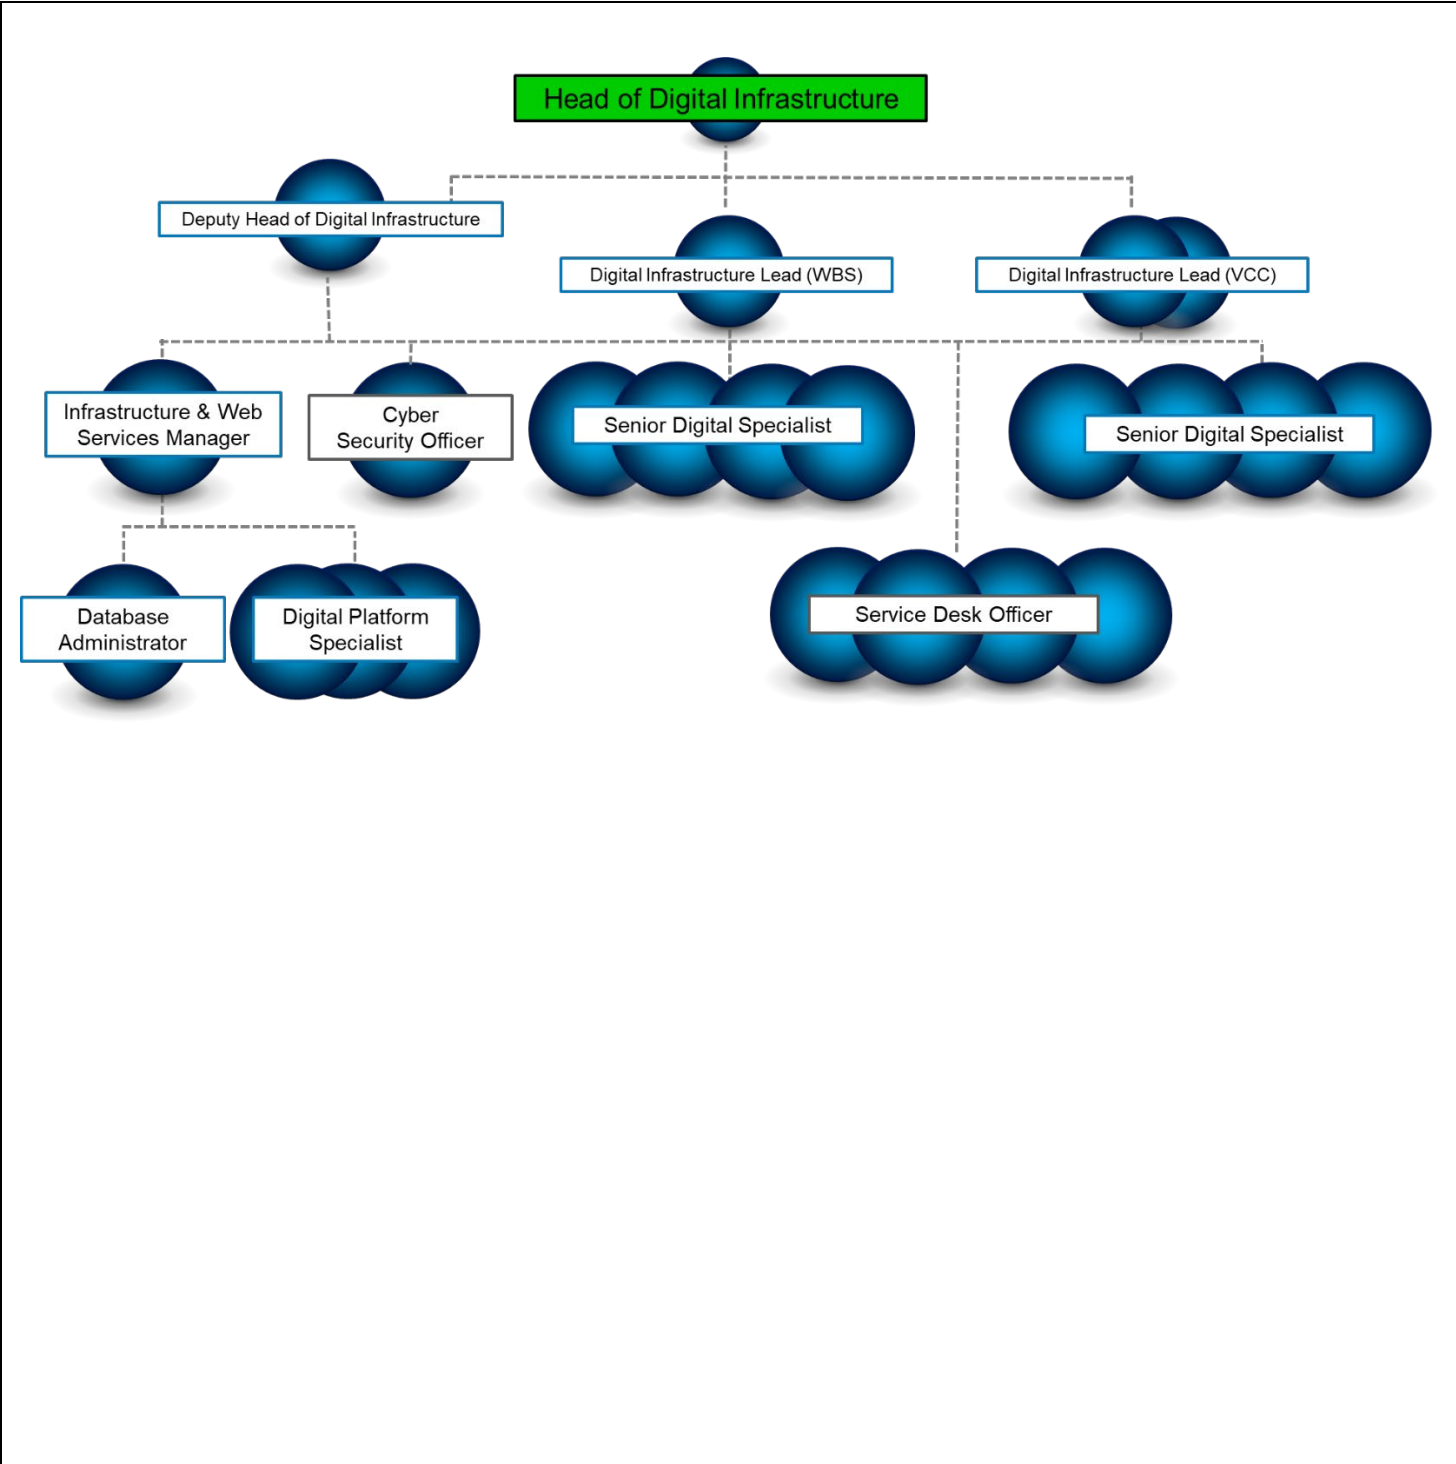 Head of Digital Infrastructure
Deputy Head of Digital Infrastructure
Digital Infrastructure Lead (WBS)
Digital Infrastructure Lead (VCC)
Infrastructure & Web
Services Manager
Cyber
Security Officer
Senior Digital Specialist
Senior Digital Specialist
Database
Administrator
Digital Platform
Specialist
Service Desk Officer